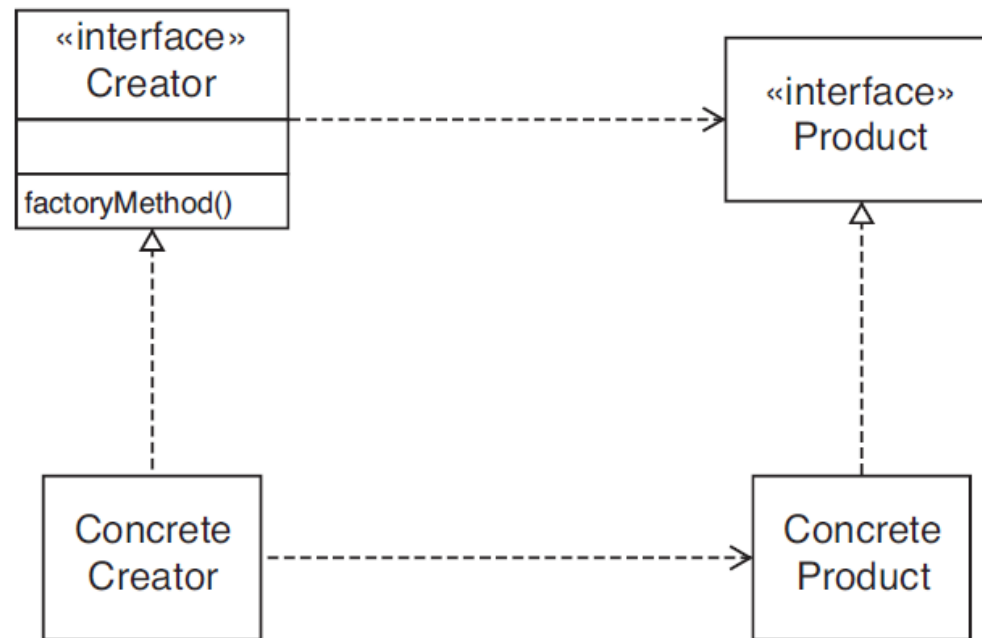 «interface»
Creator
factoryMethod()
«interface»
Product
Concrete
Creator
Concrete
Product